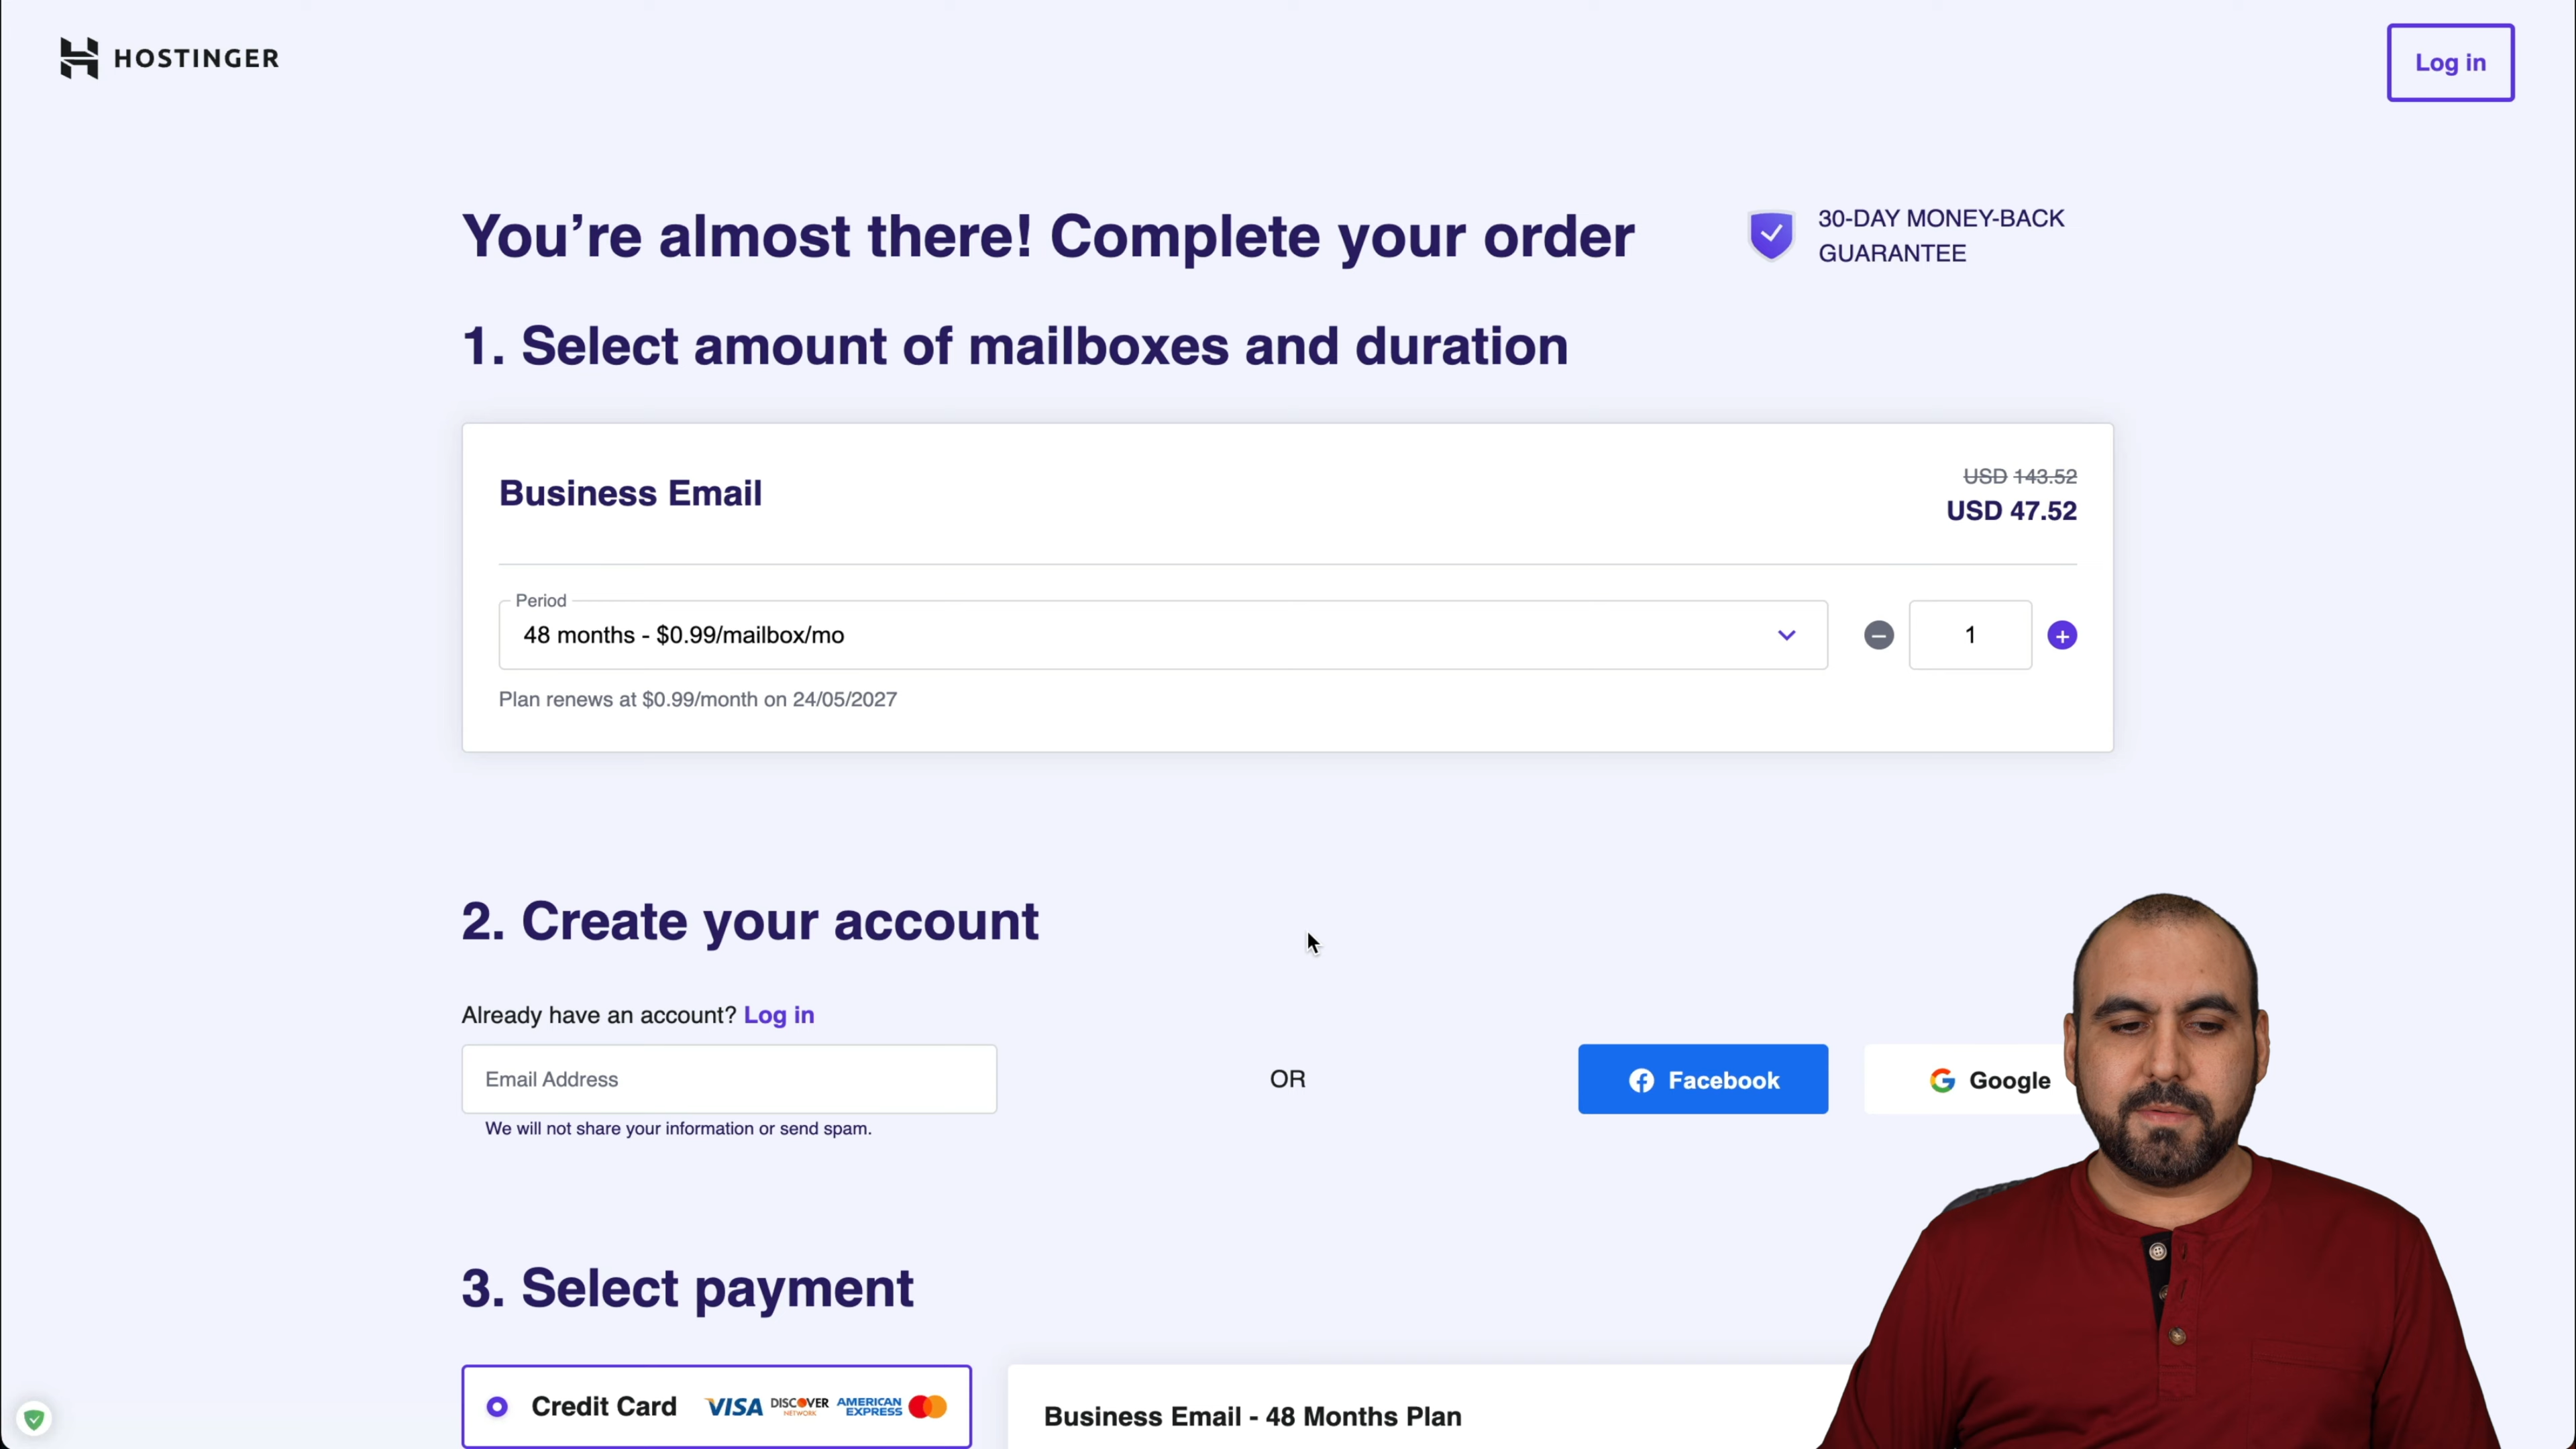 HOSTINGER
Log in
You're almost there! Complete your order
30-DAY MONEY-BACK
GUARANTEE
1. Select amount of mailboxes and duration
Business Email
USD 143.52
USD 47.52
Period
48 months - $0.99/mailbox/mo
1
Plan renews at $0.99/month on 24/05/2027
2. Create your account
Already have an account? Log in
Email Address
OR
Facebook
Google
We will not share your information or send spam.
3. Select payment
Credit Card
VISA
DISCOVER
NETWORK
AMERICAN
EXPRESS
Business Email - 48 Months Plan